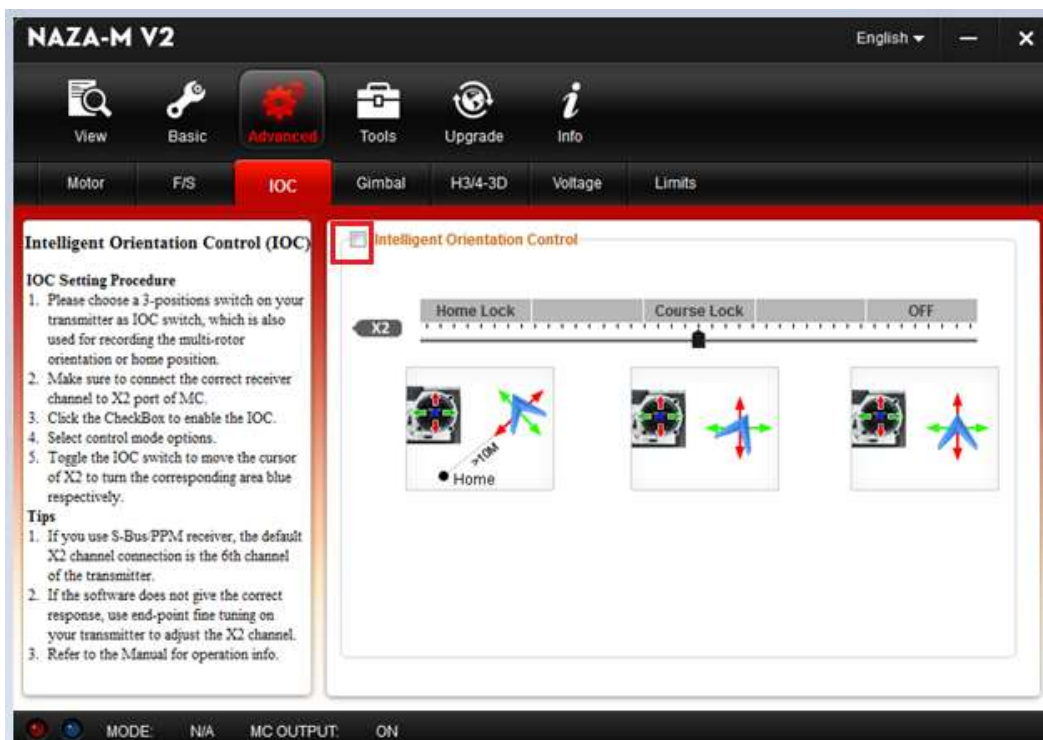 NAZA-M V2
English
View Basic Advanced Tools Upgrade Info
Motor F/S IOC Gimbal H3/4-3D Voltage Limits
Intelligent Orientation Control (IOC)
IOC Setting Procedure
1. Please choose a 3-positions switch on your
transmitter as IOC switch, which is also
used for recording the multi-rotor
orientation or home position.
2. Make sure to connect the correct receiver
channel to X2 port of MC.
3. Click the CheckBox to enable the IOC.
4. Select control mode options.
5. Toggle the IOC switch to move the cursor
of X2 to turn the corresponding area blue
respectively.
Tips
1. If you use S-Bus/PPM receiver, the default
X2 channel connection is the 6th channel
of the transmitter.
2. If the software does not give the correct
response, use end-point fine tuning on
your transmitter to adjust the X2 channel.
3. Refer to the Manual for operation info.
Intelligent Orientation Control
Home Lock Course Lock OFF
X2
>10M
Home
MODE: N/A MC OUTPUT: ON